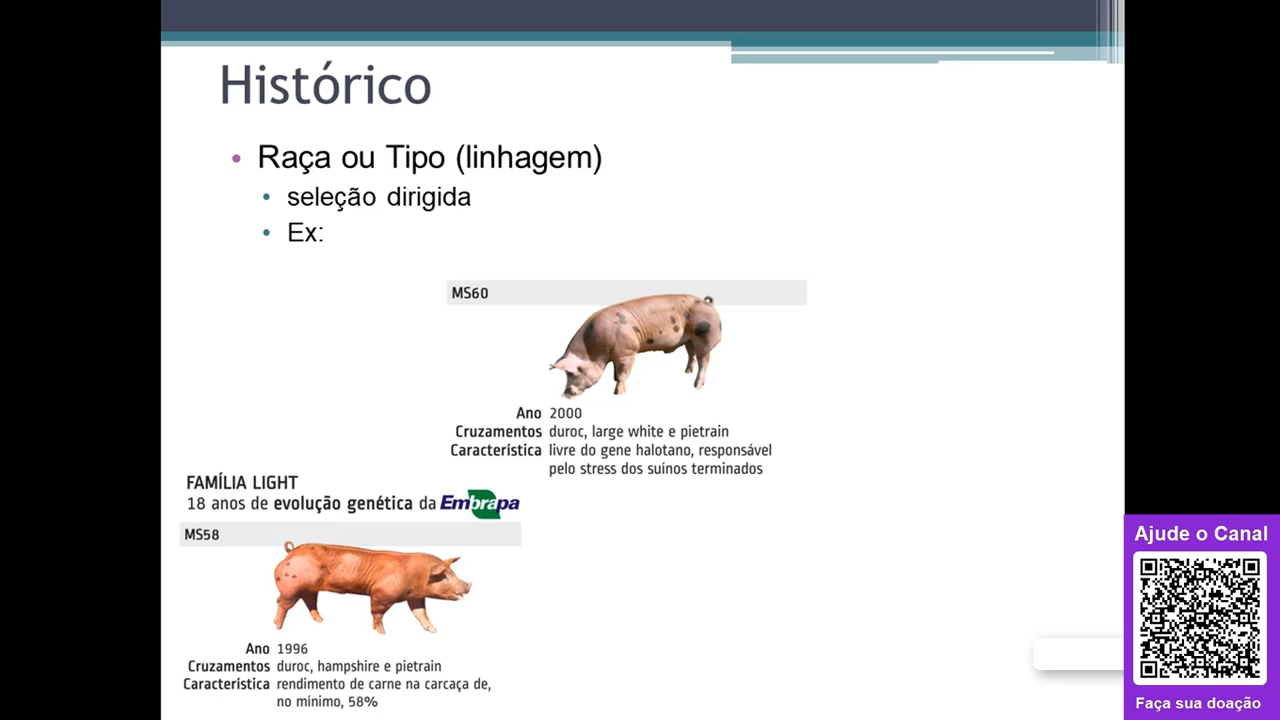 Histórico
• Raça ou Tipo (linhagem)
• seleção dirigida
• Ex:
MS60
Ano 2000
Cruzamentos duroc, large white e pietrain
Característica livre do gene halotano, responsável
pelo stress dos suínos terminados
FAMÍLIA LIGHT
18 anos de evolução genética da Embrapa
MS58
Ano 1996
Cruzamentos duroc, hampshire e pietrain
Característica rendimento de carne na carcaça de,
no mínimo, 58%
Ajude o Canal
Faça sua doação